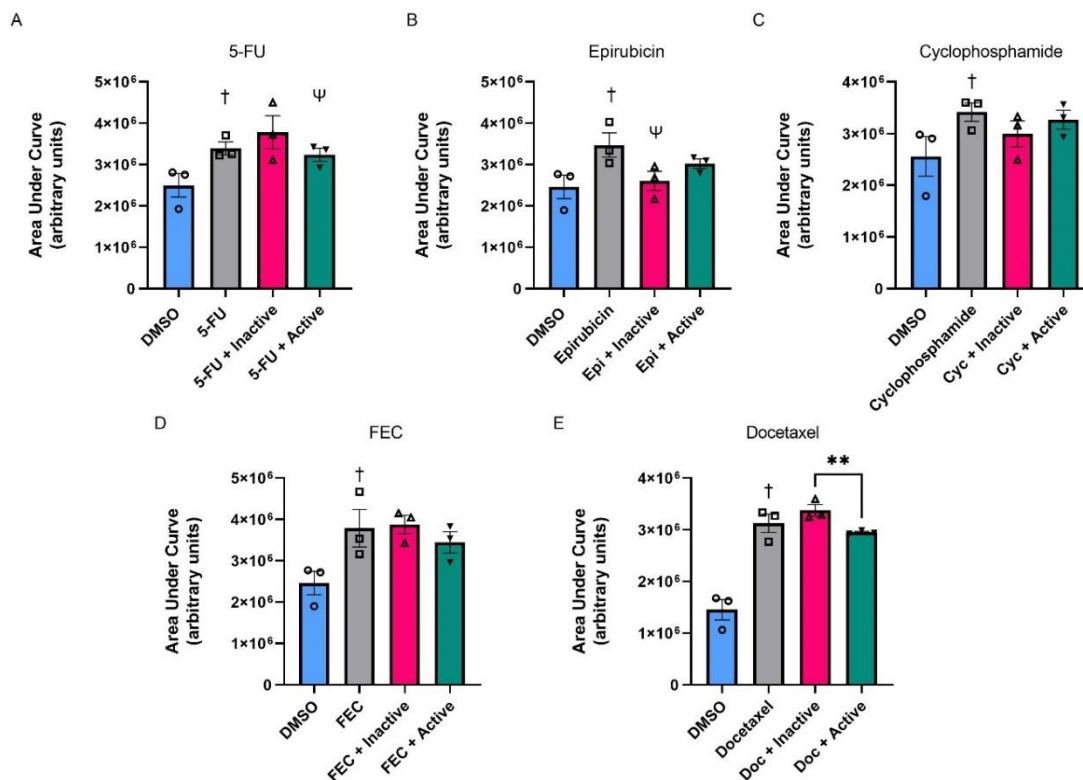 A
5-FU
Area Under Curve
(arbitrary units)
5×10⁶
4×10⁶
3×10⁶
2×10⁶
1×10⁶
0
†
Ψ
DMSO
5-FU
5-FU + Inactive
5-FU + Active
B
Epirubicin
Area Under Curve
(arbitrary units)
5×10⁶
4×10⁶
3×10⁶
2×10⁶
1×10⁶
0
†
Ψ
DMSO
Epirubicin
Epi + Inactive
Epi + Active
C
Cyclophosphamide
Area Under Curve
(arbitrary units)
4×10⁶
3×10⁶
2×10⁶
1×10⁶
0
†
DMSO
Cyclophosphamide
Cyc + Inactive
Cyc + Active
D
FEC
Area Under Curve
(arbitrary units)
5×10⁶
4×10⁶
3×10⁶
2×10⁶
1×10⁶
0
†
DMSO
FEC
FEC + Inactive
FEC + Active
E
Docetaxel
Area Under Curve
(arbitrary units)
4×10⁶
3×10⁶
2×10⁶
1×10⁶
0
†
**
DMSO
Docetaxel
Doc + Inactive
Doc + Active